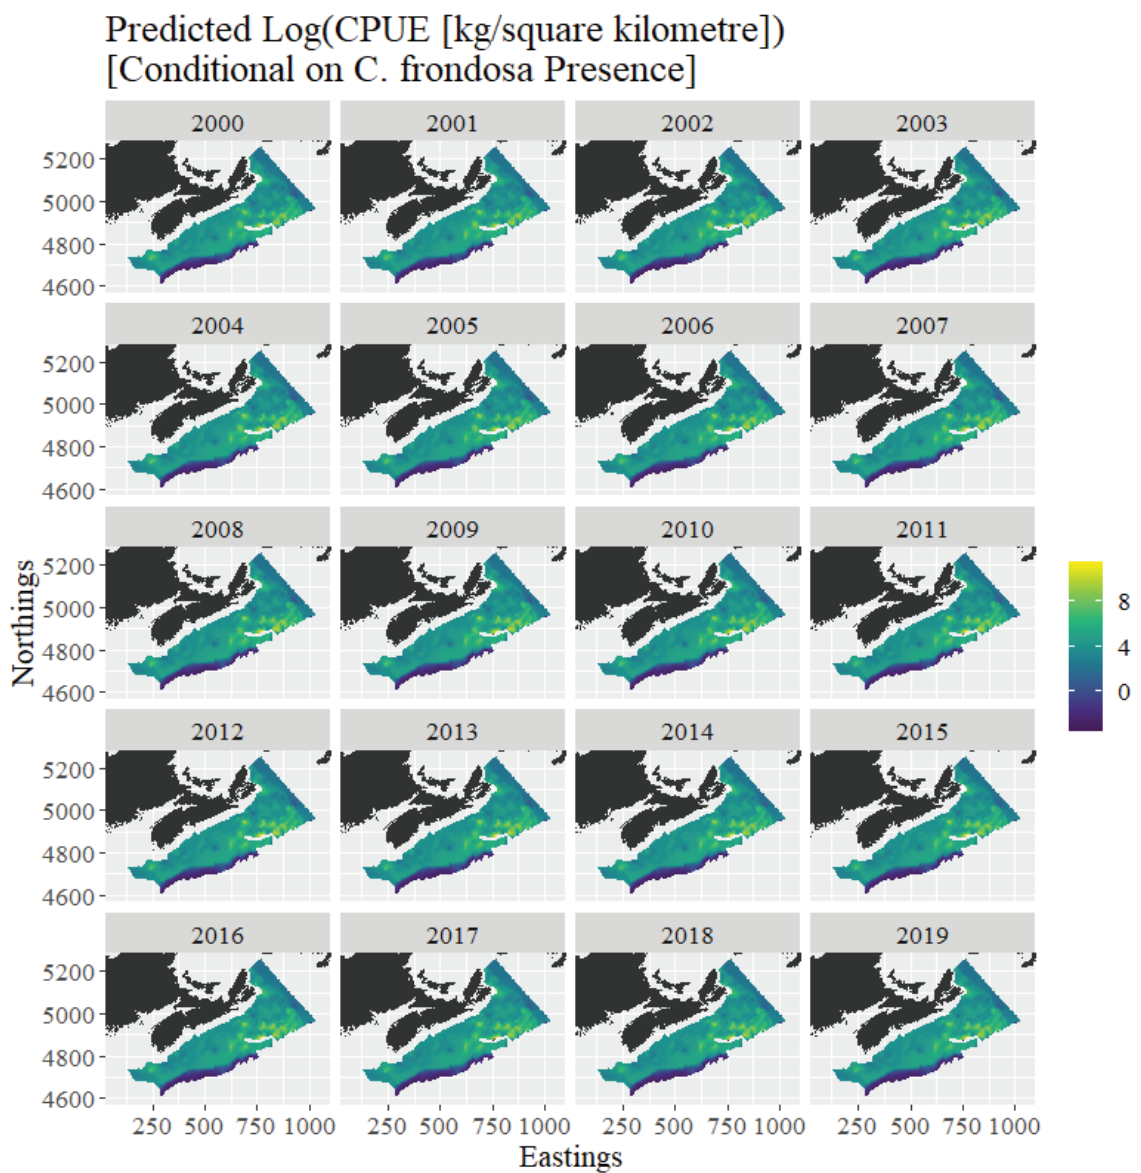 Predicted Log(CPUE [kg/square kilometre])
[Conditional on C. frondosa Presence]
2000 2001 2002 2003
5200
5000
4800
4600
2004 2005 2006 2007
5200
5000
4800
4600
2008 2009 2010 2011
5200
5000
4800
4600
8
4
0
2012 2013 2014 2015
5200
5000
4800
4600
2016 2017 2018 2019
5200
5000
4800
4600
250 500 750 1000 250 500 750 1000 250 500 750 1000 250 500 750 1000
Eastings
Northings